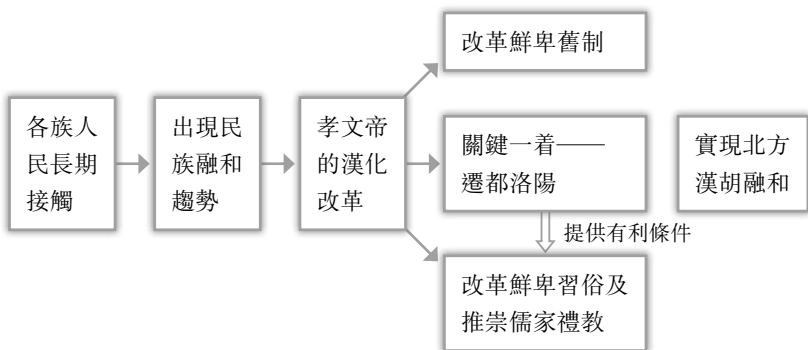 各族人
民長期
接觸
出現民
族融和
趨勢
孝文帝
的漢化
改革
改革鮮卑舊制
關鍵一着——
遷都洛陽
提供有利條件
改革鮮卑習俗及
推崇儒家禮教
實現北方
漢胡融和